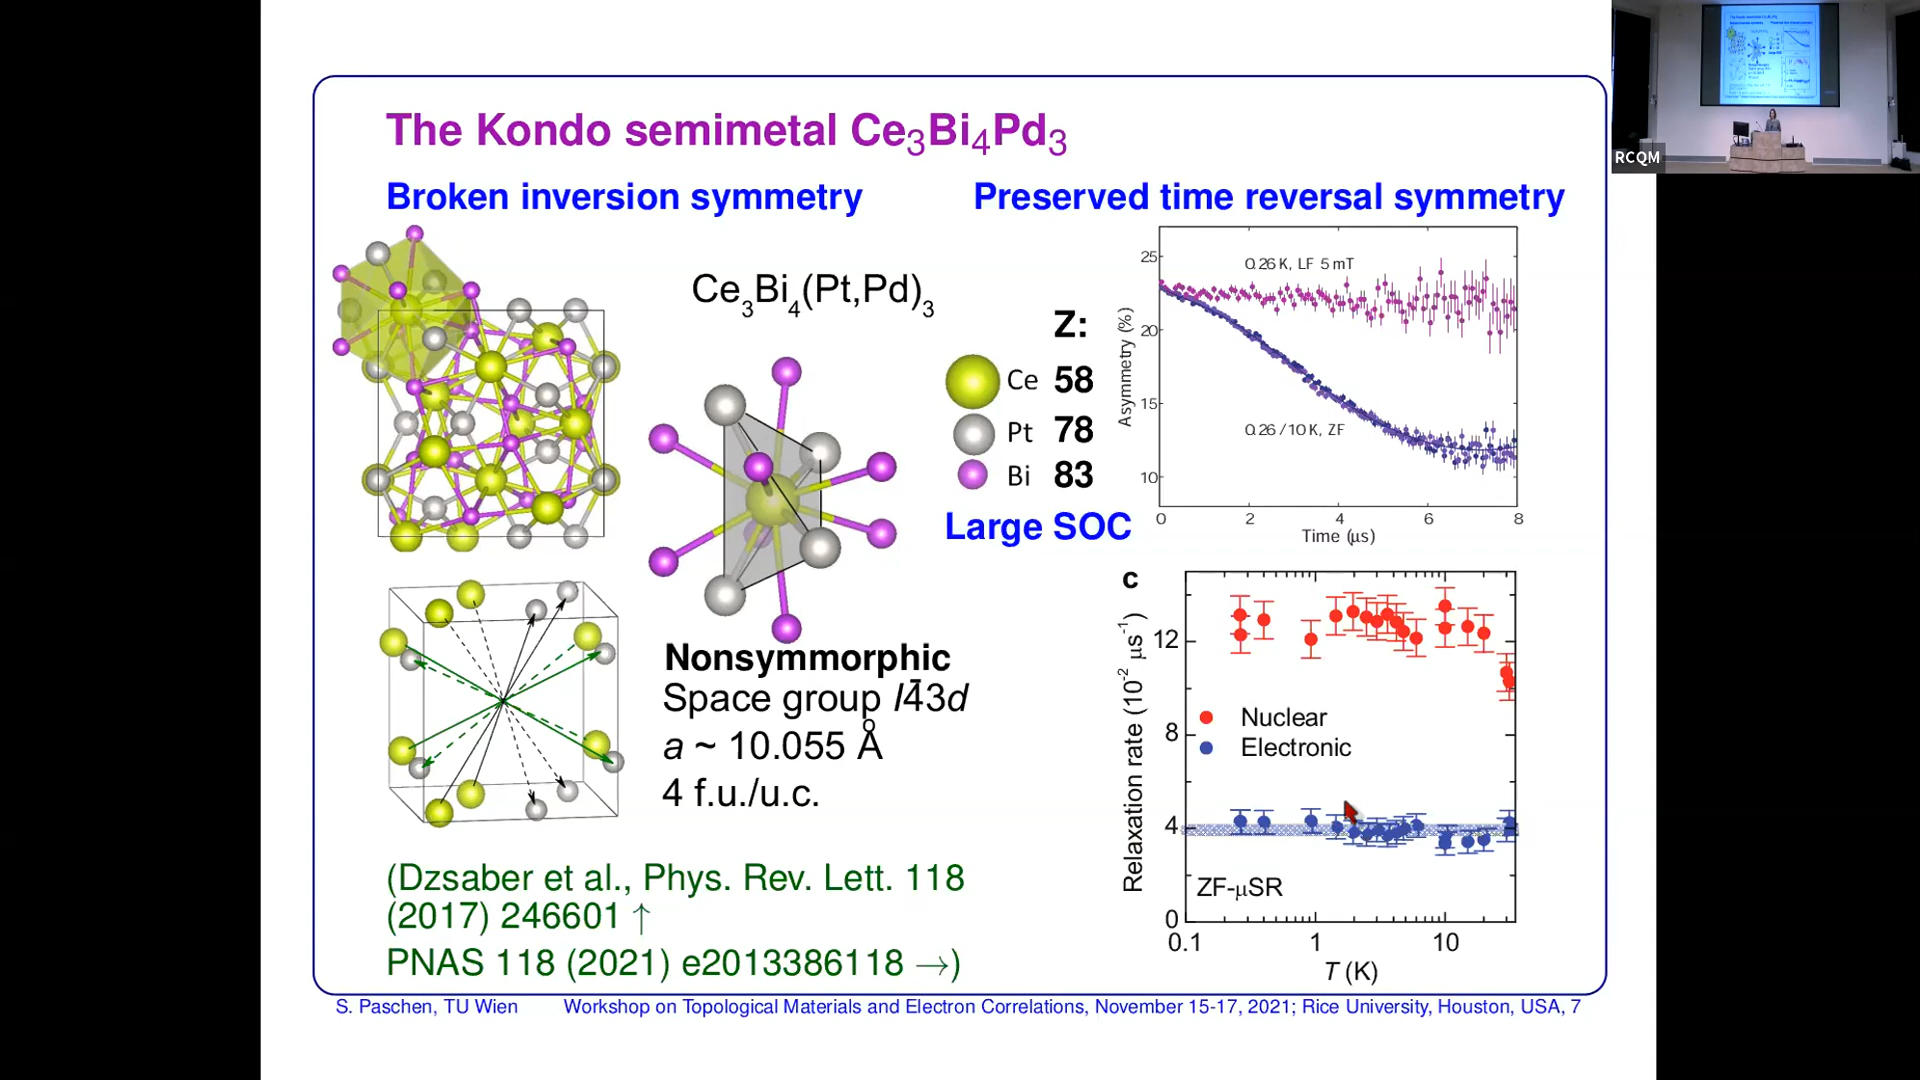 The Kondo semimetal Ce₃Bi₄Pd₃
Broken inversion symmetry
Preserved time reversal symmetry
Ce₃Bi₄(Pt,Pd)₃
Z:
Ce 58
Pt 78
Bi 83
Large SOC
Nonsymmorphic
Space group I4̄3d
a ~ 10.055 Å
4 f.u./u.c.
(Dzsaber et al., Phys. Rev. Lett. 118
(2017) 246601 ↑
PNAS 118 (2021) e2013386118 →)
Asymmetry (%)
25
20
15
10
0.26 K, LF 5 mT
0.26 / 10 K, ZF
0 2 4 6 8
Time (μs)
c
Relaxation rate (10⁻² μs⁻¹)
12
8
4
0
Nuclear
Electronic
ZF-μSR
0.1 1 10
T (K)
S. Paschen, TU Wien
Workshop on Topological Materials and Electron Correlations, November 15-17, 2021; Rice University, Houston, USA, 7
RCQM